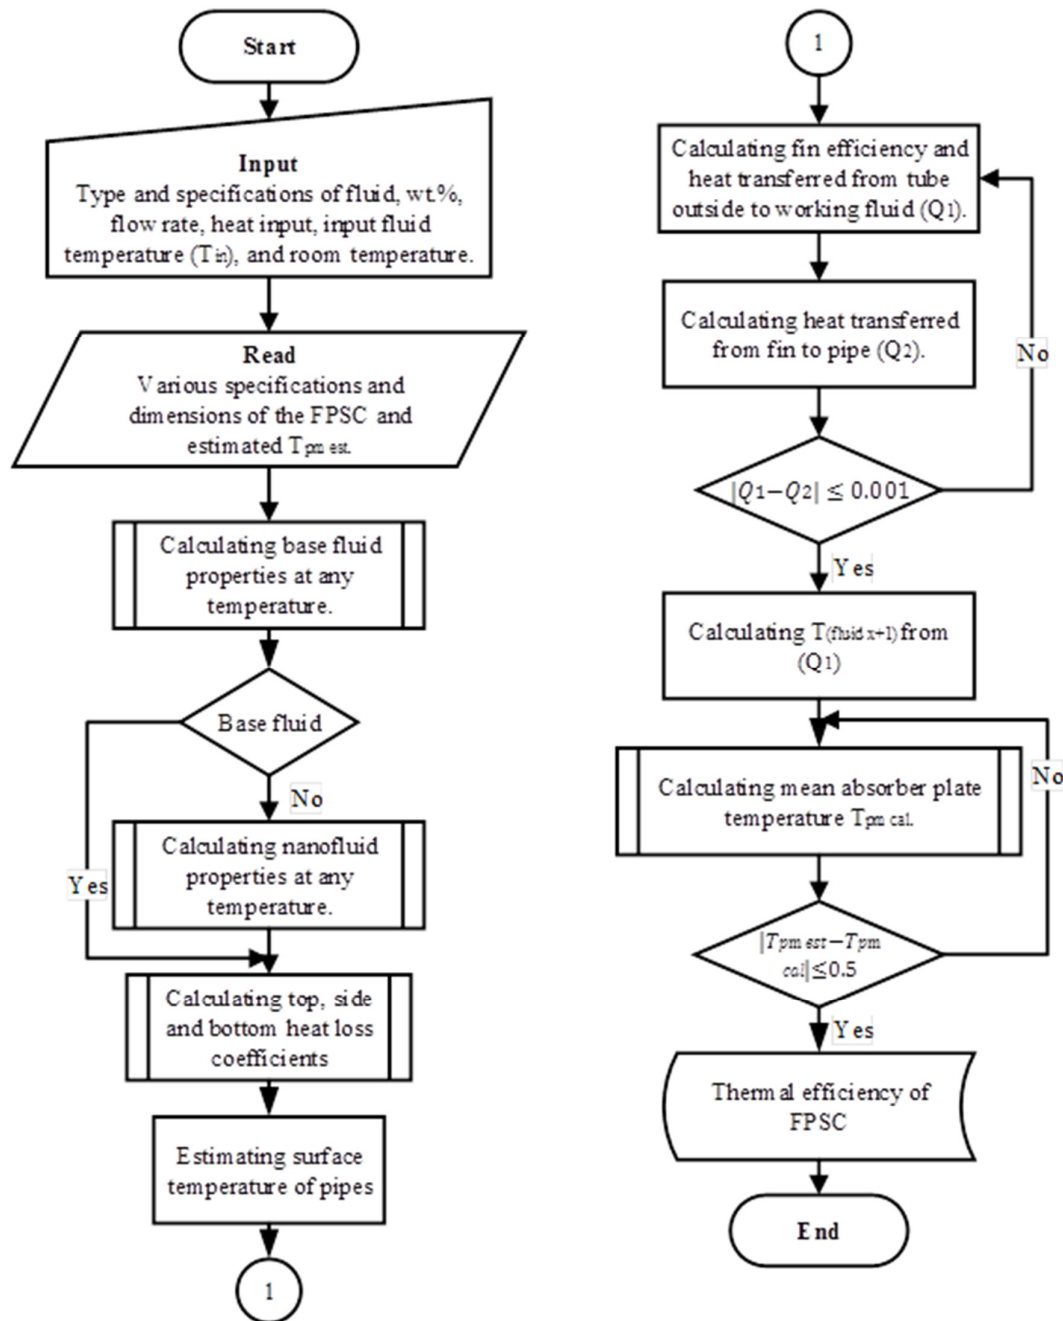 Start
Input
Type and specifications of fluid, wt.%,
flow rate, heat input, input fluid
temperature (Tin), and room temperature.
Read
Various specifications and
dimensions of the FPSC and
estimated Tpm est.
Calculating base fluid
properties at any
temperature.
Base fluid
No
Yes
Calculating nanofluid
properties at any
temperature.
Calculating top, side
and bottom heat loss
coefficients
Estimating surface
temperature of pipes
1
1
Calculating fin efficiency and
heat transferred from tube
outside to working fluid (Q1).
Calculating heat transferred
from fin to pipe (Q2).
No
|Q1−Q2| ≤ 0.001
Yes
Calculating T(fluid x+1) from
(Q1)
No
Calculating mean absorber plate
temperature Tpm cal.
|Tpm est−Tpm
cal|≤0.5
Yes
Thermal efficiency of
FPSC
End